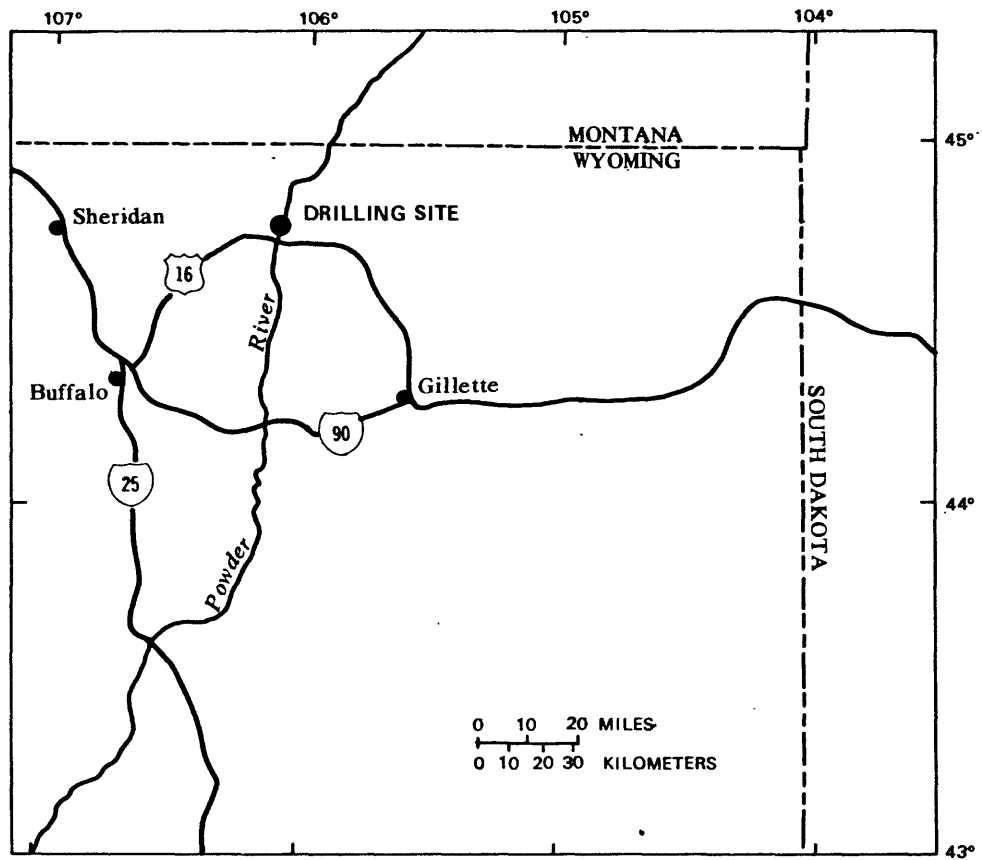 107° 106° 105° 104°
MONTANA
45°
WYOMING
Sheridan
DRILLING SITE
16
River
Buffalo
Gillette
90
SOUTH DAKOTA
25
44°
Powder
0 10 20 MILES
0 10 20 30 KILOMETERS
43°